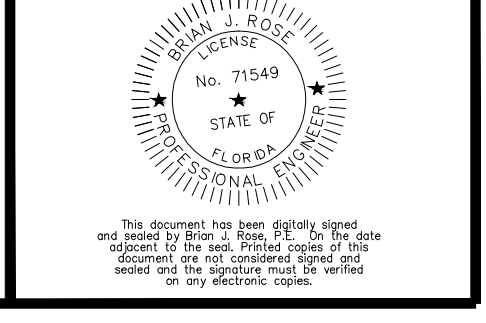 BRIAN J. ROSE
LICENSE
No. 71549
STATE OF
FLORIDA
PROFESSIONAL ENGINEER
This document has been digitally signed
and sealed by Brian J. Rose, P.E. On the date
adjacent to the seal. Printed copies of this
document are not considered signed and
sealed and the signature must be verified
on any electronic copies.